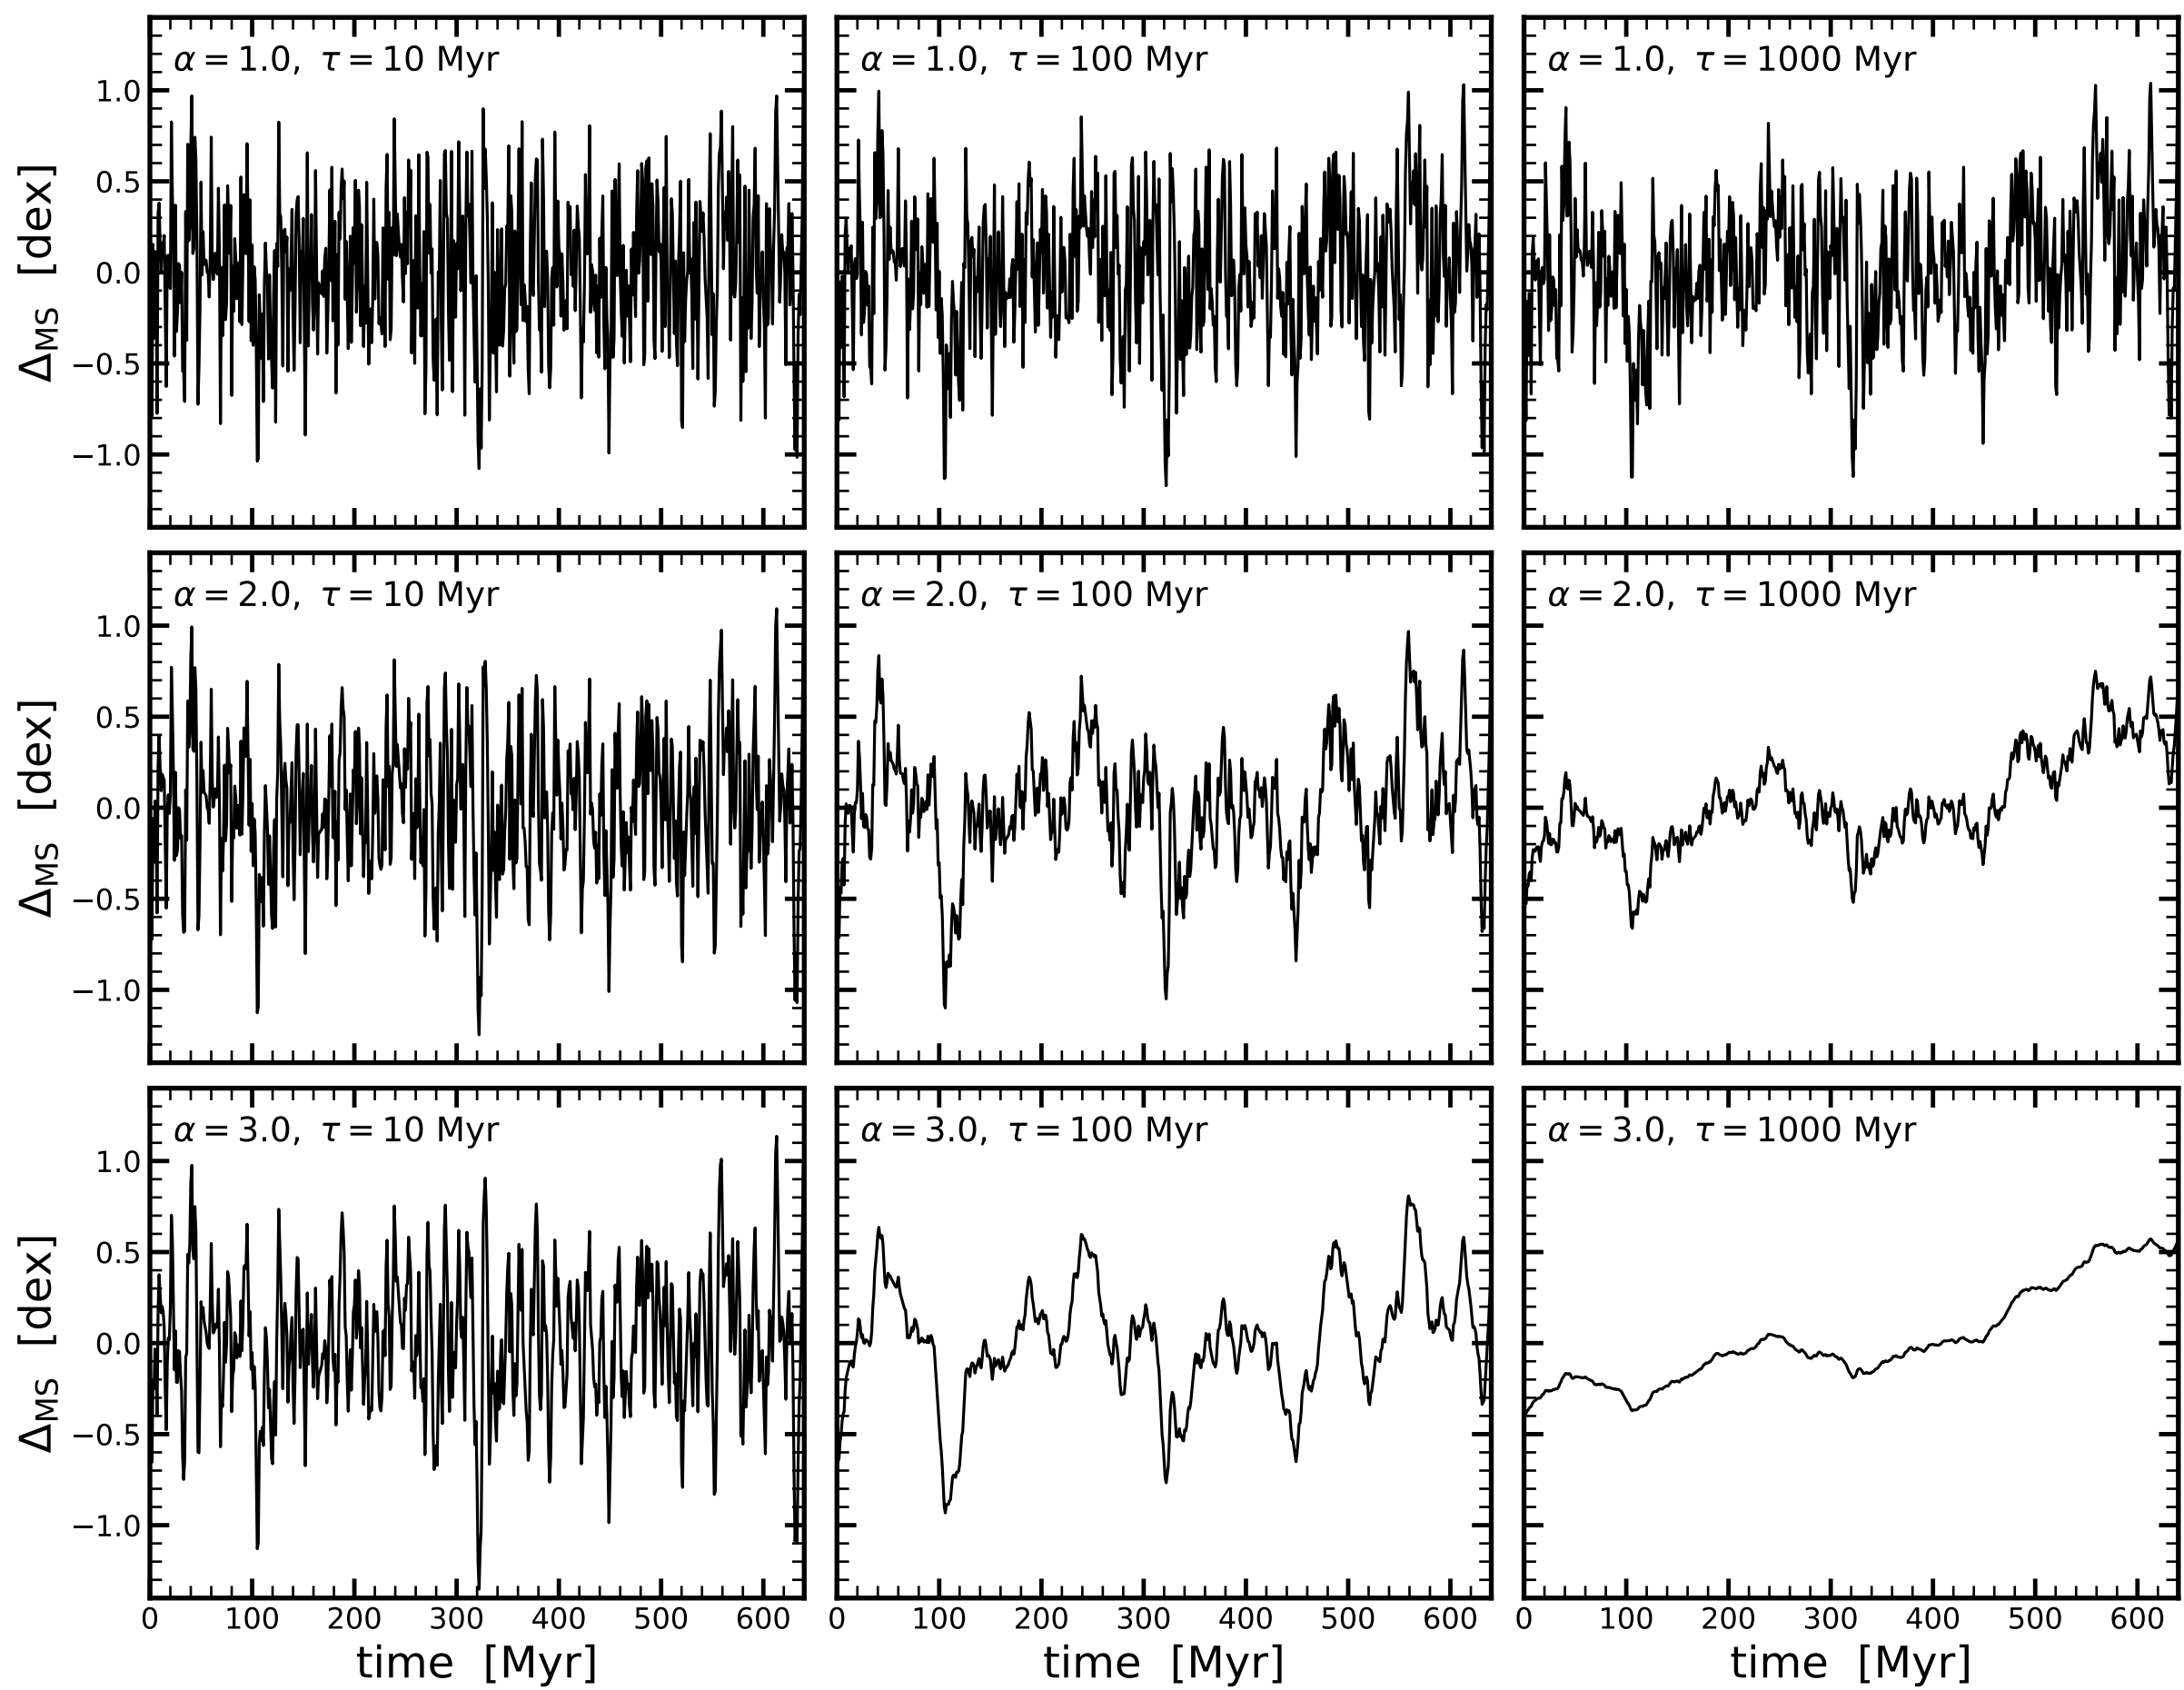 α = 1.0, τ = 10 Myr
α = 1.0, τ = 100 Myr
α = 1.0, τ = 1000 Myr
1.0
0.5
0.0
−0.5
−1.0
Δ_MS [dex]
α = 2.0, τ = 10 Myr
α = 2.0, τ = 100 Myr
α = 2.0, τ = 1000 Myr
1.0
0.5
0.0
−0.5
−1.0
Δ_MS [dex]
α = 3.0, τ = 10 Myr
α = 3.0, τ = 100 Myr
α = 3.0, τ = 1000 Myr
1.0
0.5
0.0
−0.5
−1.0
Δ_MS [dex]
0 100 200 300 400 500 600
0 100 200 300 400 500 600
0 100 200 300 400 500 600
time [Myr]
time [Myr]
time [Myr]